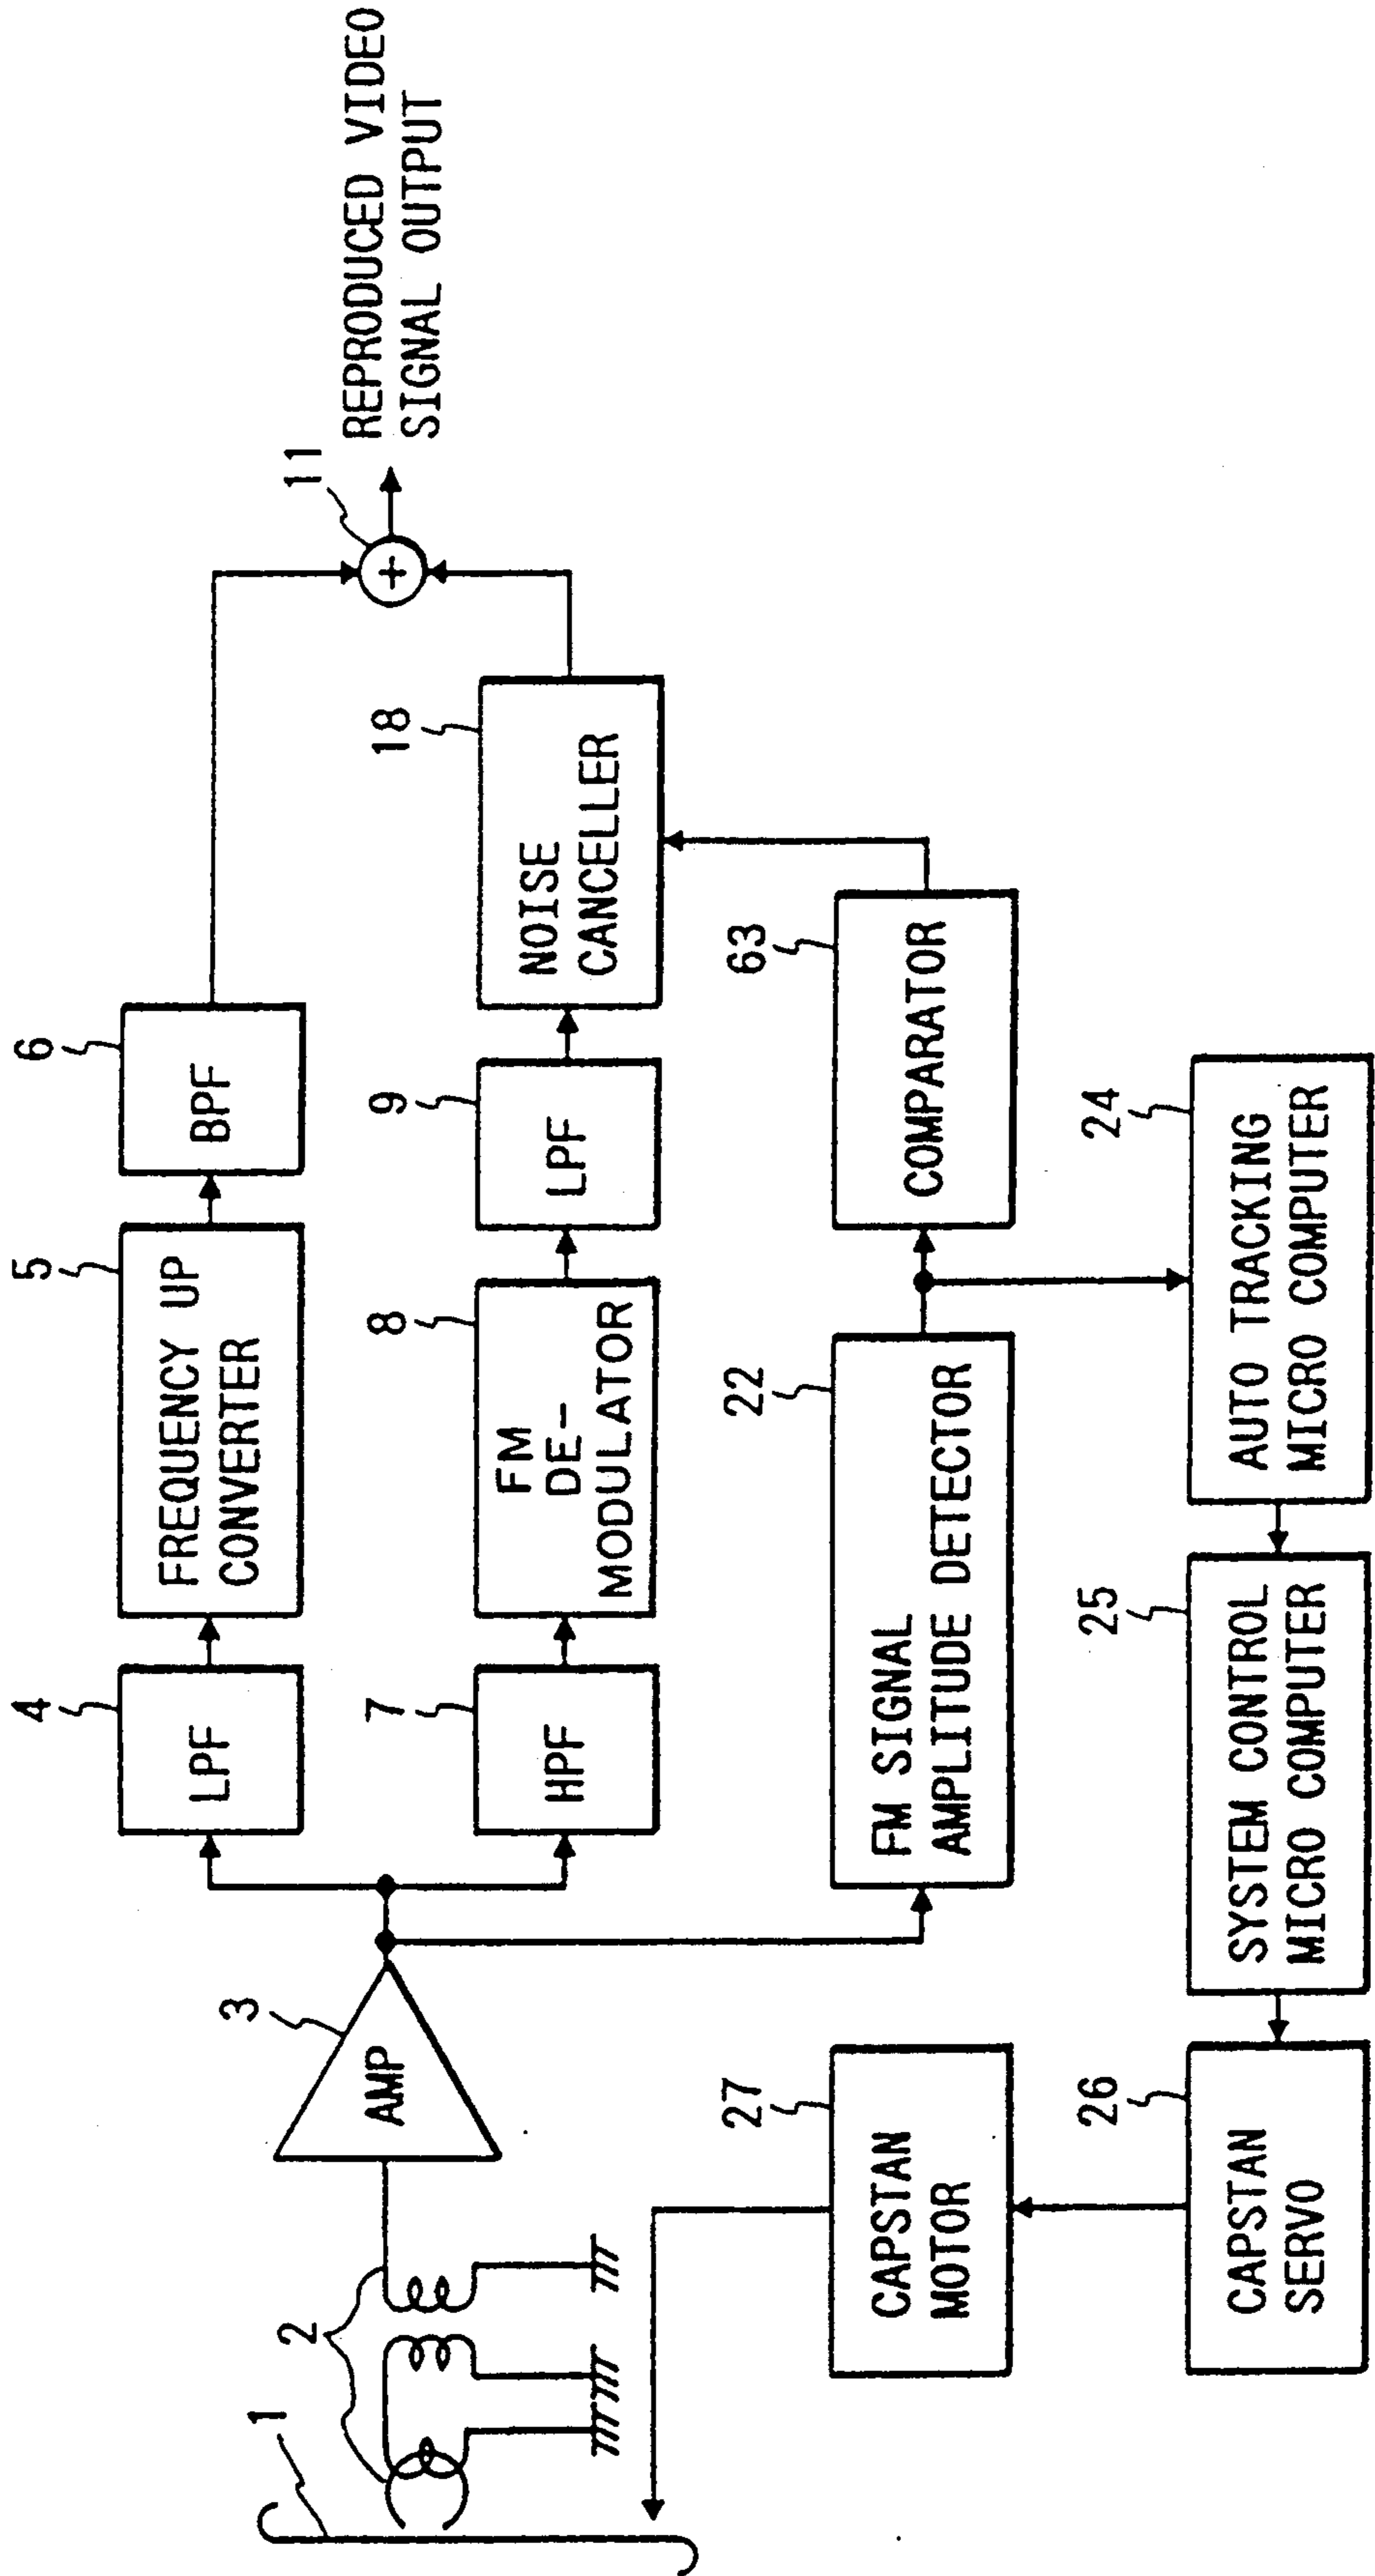 1
2
3
AMP
4
LPF
5
FREQUENCY UP
CONVERTER
6
BPF
7
HPF
8
FM
DE-
MODULATOR
9
LPF
18
NOISE
CANCELLER
11
+
REPRODUCED VIDEO
SIGNAL OUTPUT
22
FM SIGNAL
AMPLITUDE DETECTOR
63
COMPARATOR
27
CAPSTAN
MOTOR
26
CAPSTAN
SERVO
25
SYSTEM CONTROL
MICRO COMPUTER
24
AUTO TRACKING
MICRO COMPUTER